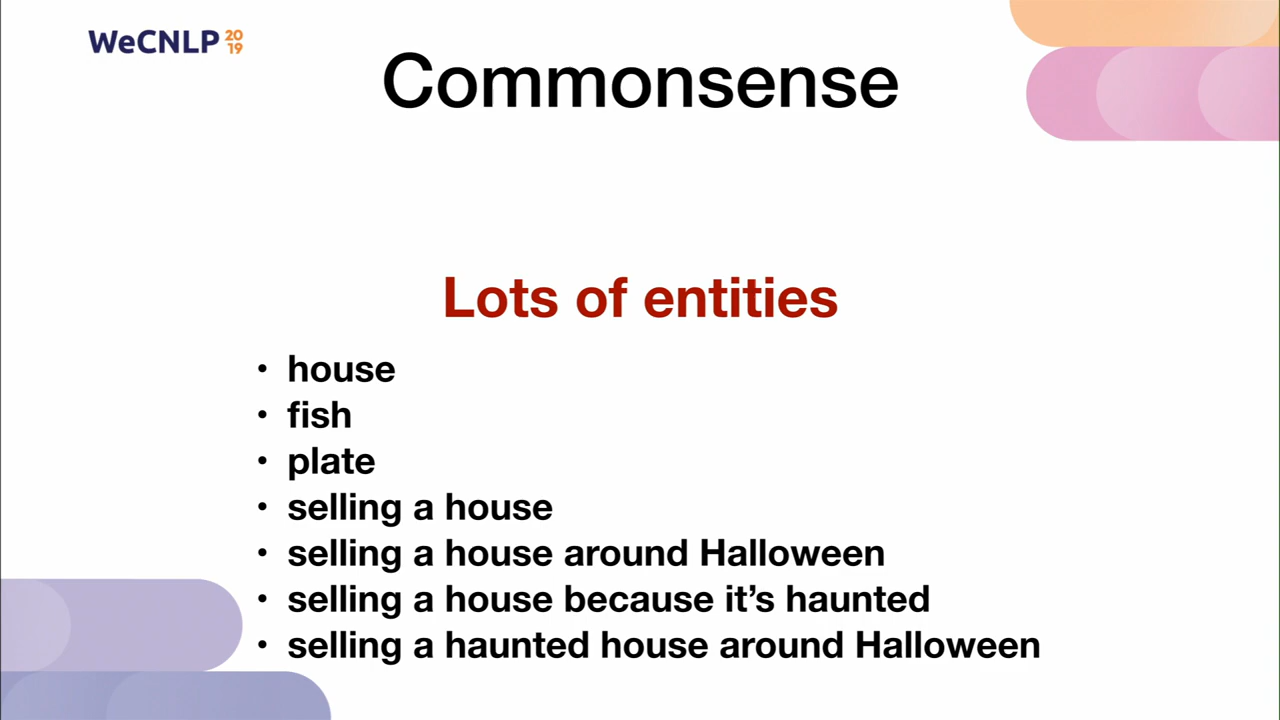 WeCNLP 2019
Commonsense
Lots of entities
• house
• fish
• plate
• selling a house
• selling a house around Halloween
• selling a house because it’s haunted
• selling a haunted house around Halloween